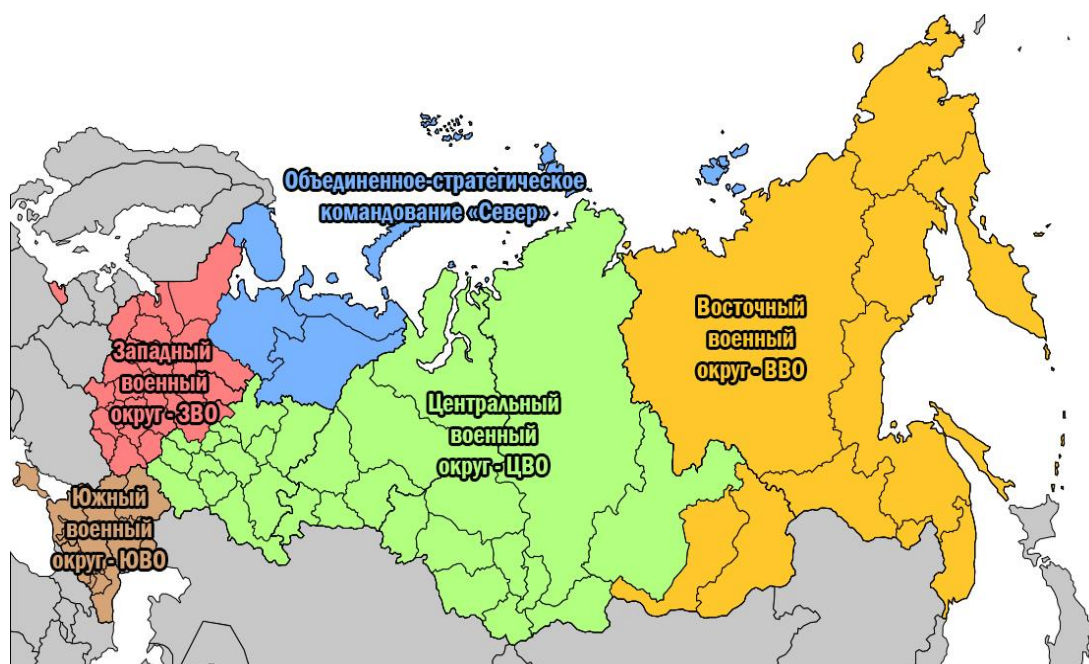 Объединенное-стратегическое
командование «Север»
Западный
военный
округ - ЗВО
Центральный
военный
округ - ЦВО
Восточный
военный
округ - ВВО
Южный
военный
округ - ЮВО